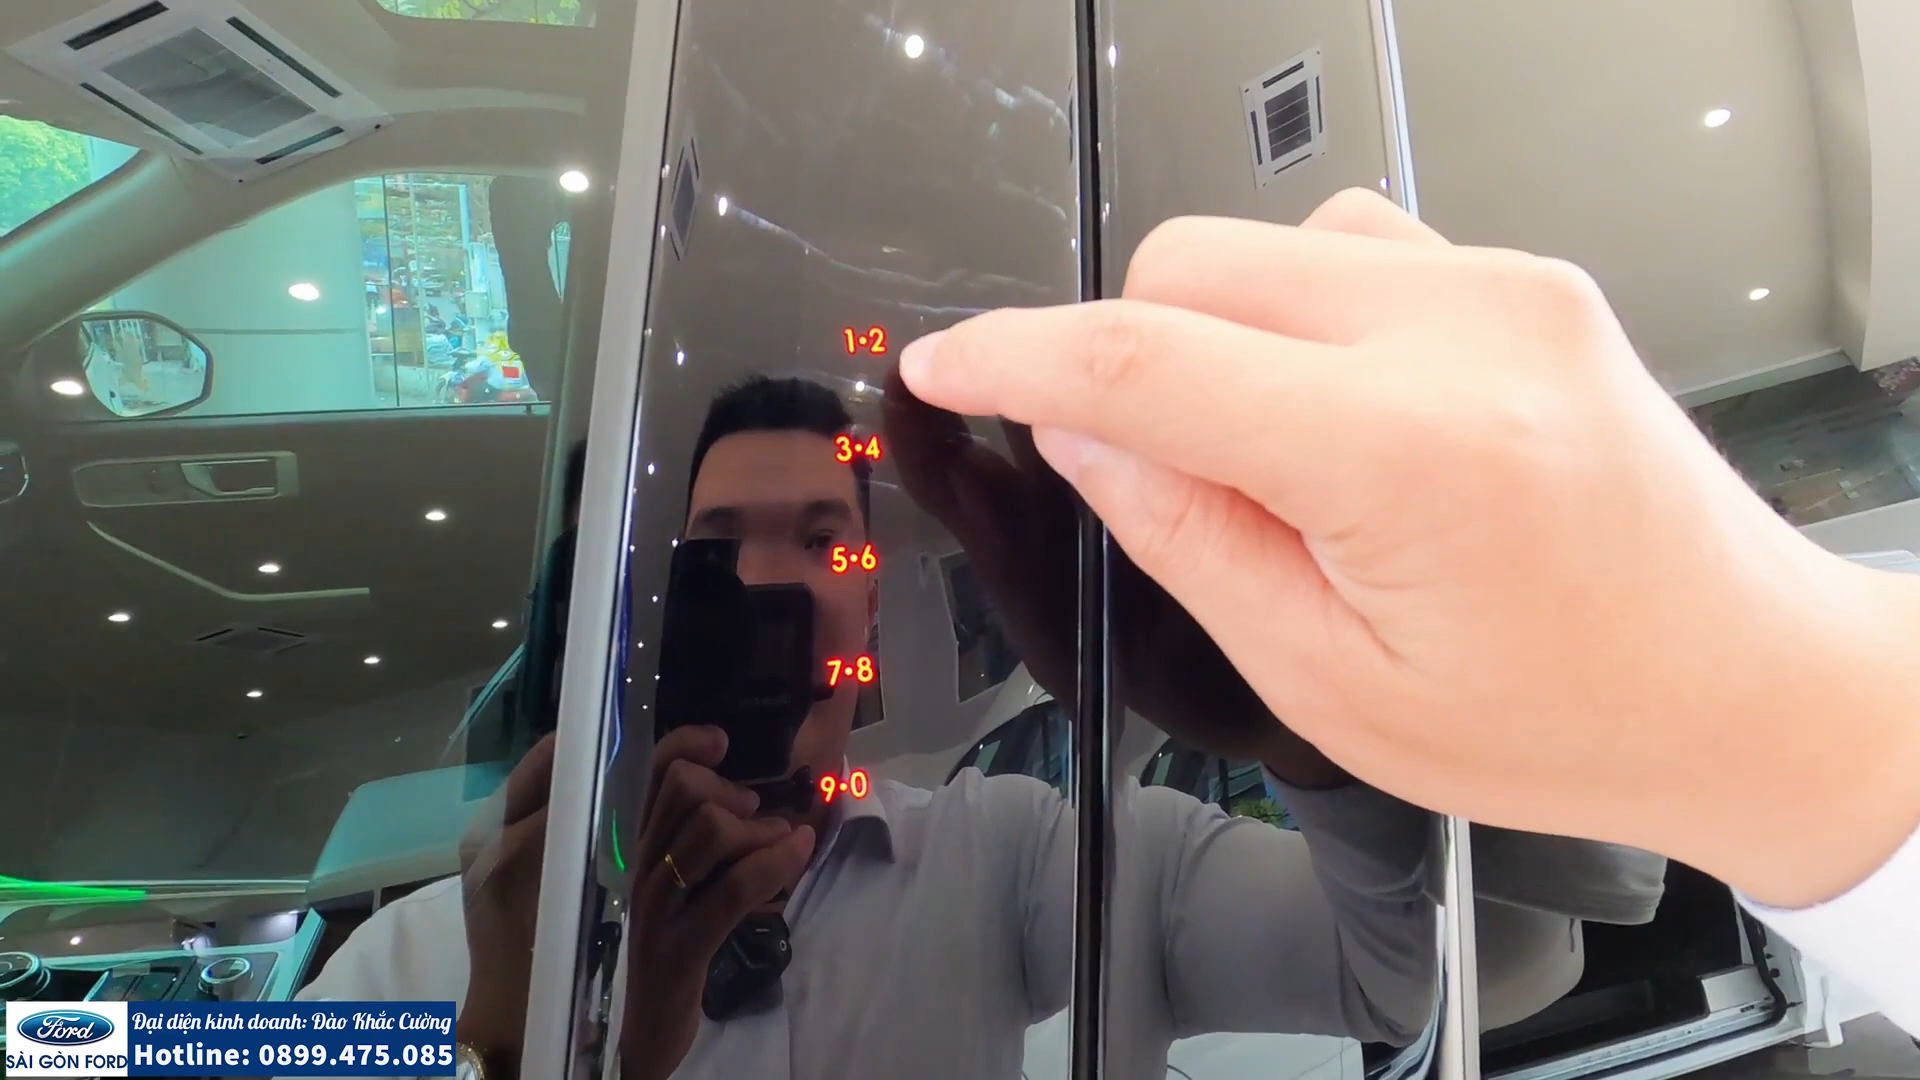 1·2
3·4
5·6
7·8
9·0
Ford
SÀI GÒN FORD
Đại diện kinh doanh: Đào Khắc Cường
Hotline: 0899.475.085